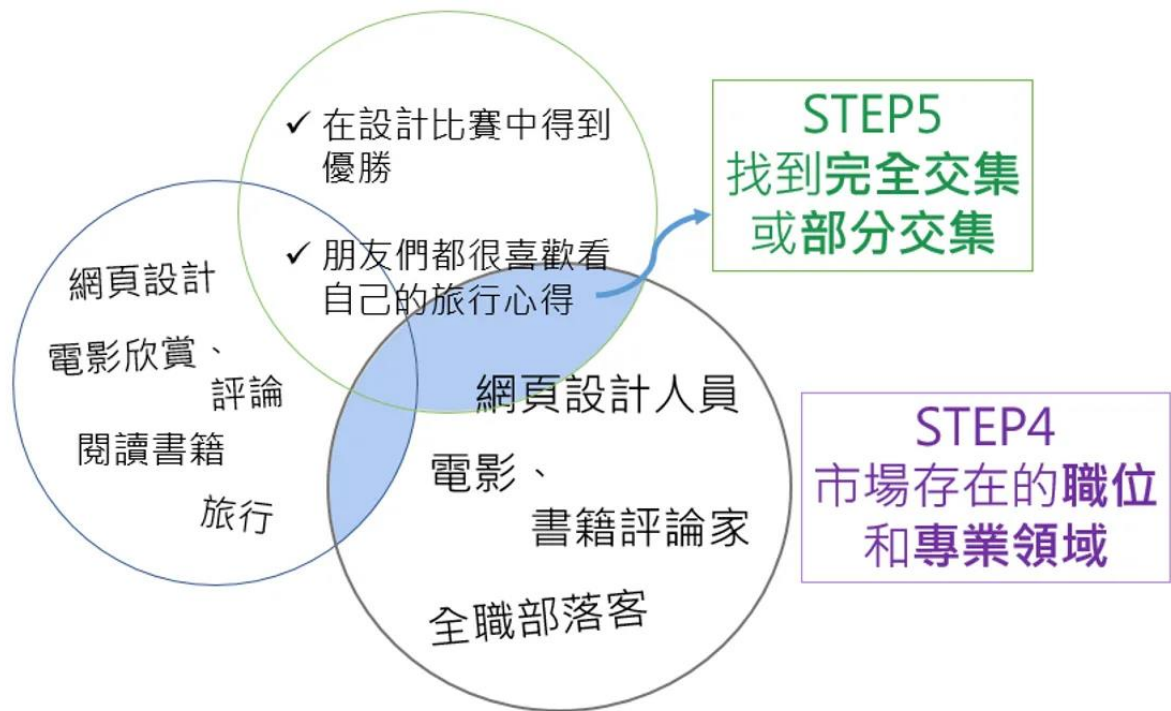 ✓ 在設計比賽中得到
優勝
✓ 朋友們都很喜歡看
自己的旅行心得
網頁設計
電影欣賞、
評論
閱讀書籍
旅行
網頁設計人員
電影、
書籍評論家
全職部落客
STEP5
找到完全交集
或部分交集
STEP4
市場存在的職位
和專業領域